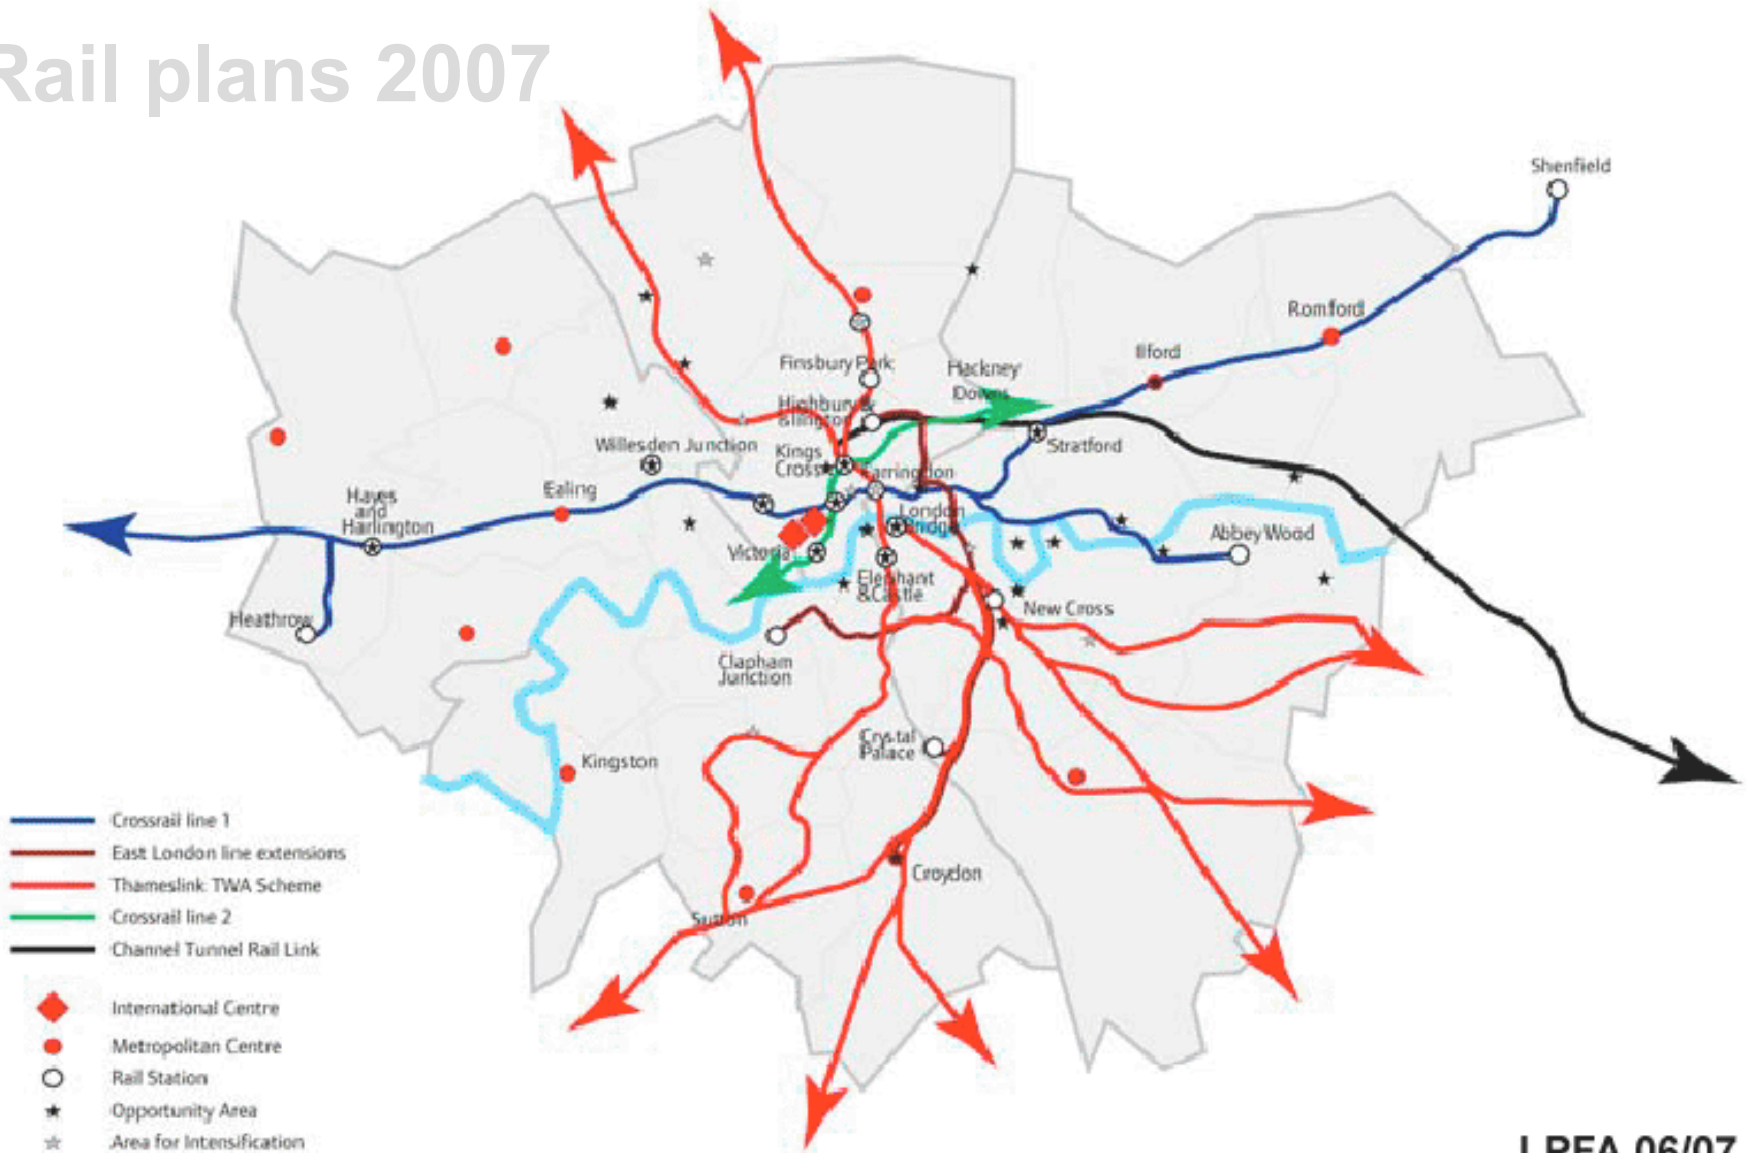 Rail plans 2007
Shenfield
Romford
Ilford
Finsbury Park
Hackney
Downs
Highbury &
Islington
Willesden Junction
Kings
Cross
Stratford
Farringdon
Ealing
Hayes
and
Harlington
London
Bridge
Abbey Wood
Victoria
Elephant
&Castle
New Cross
Heathrow
Clapham
Junction
Crystal
Palace
Kingston
Croydon
Sutton
Crossrail line 1
East London line extensions
Thameslink TWA Scheme
Crossrail line 2
Channel Tunnel Rail Link
International Centre
Metropolitan Centre
Rail Station
Opportunity Area
Area for Intensification
LRFA 06/07